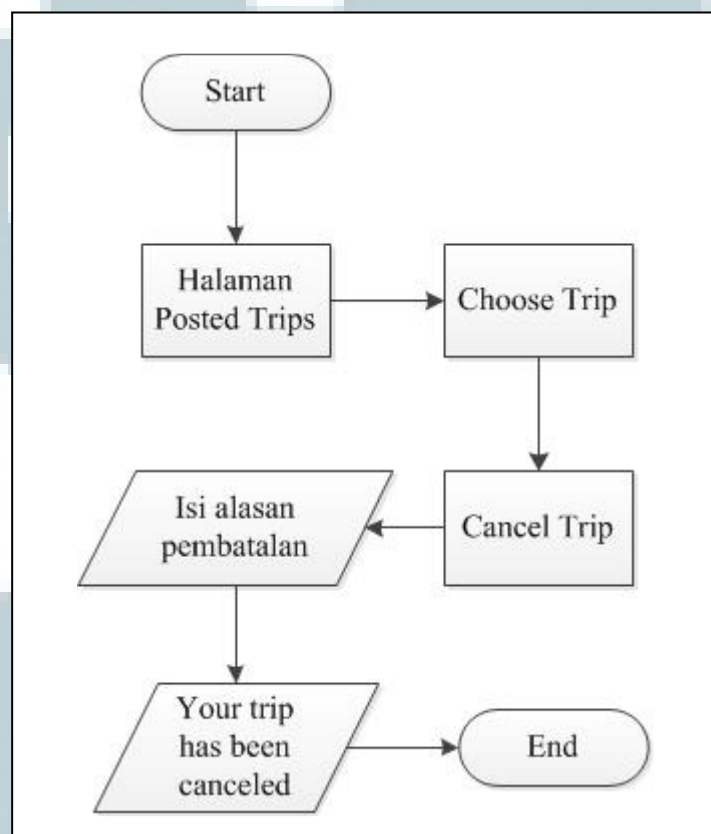 Start
Halaman
Posted Trips
Choose Trip
Cancel Trip
Isi alasan
pembatalan
Your trip
has been
canceled
End